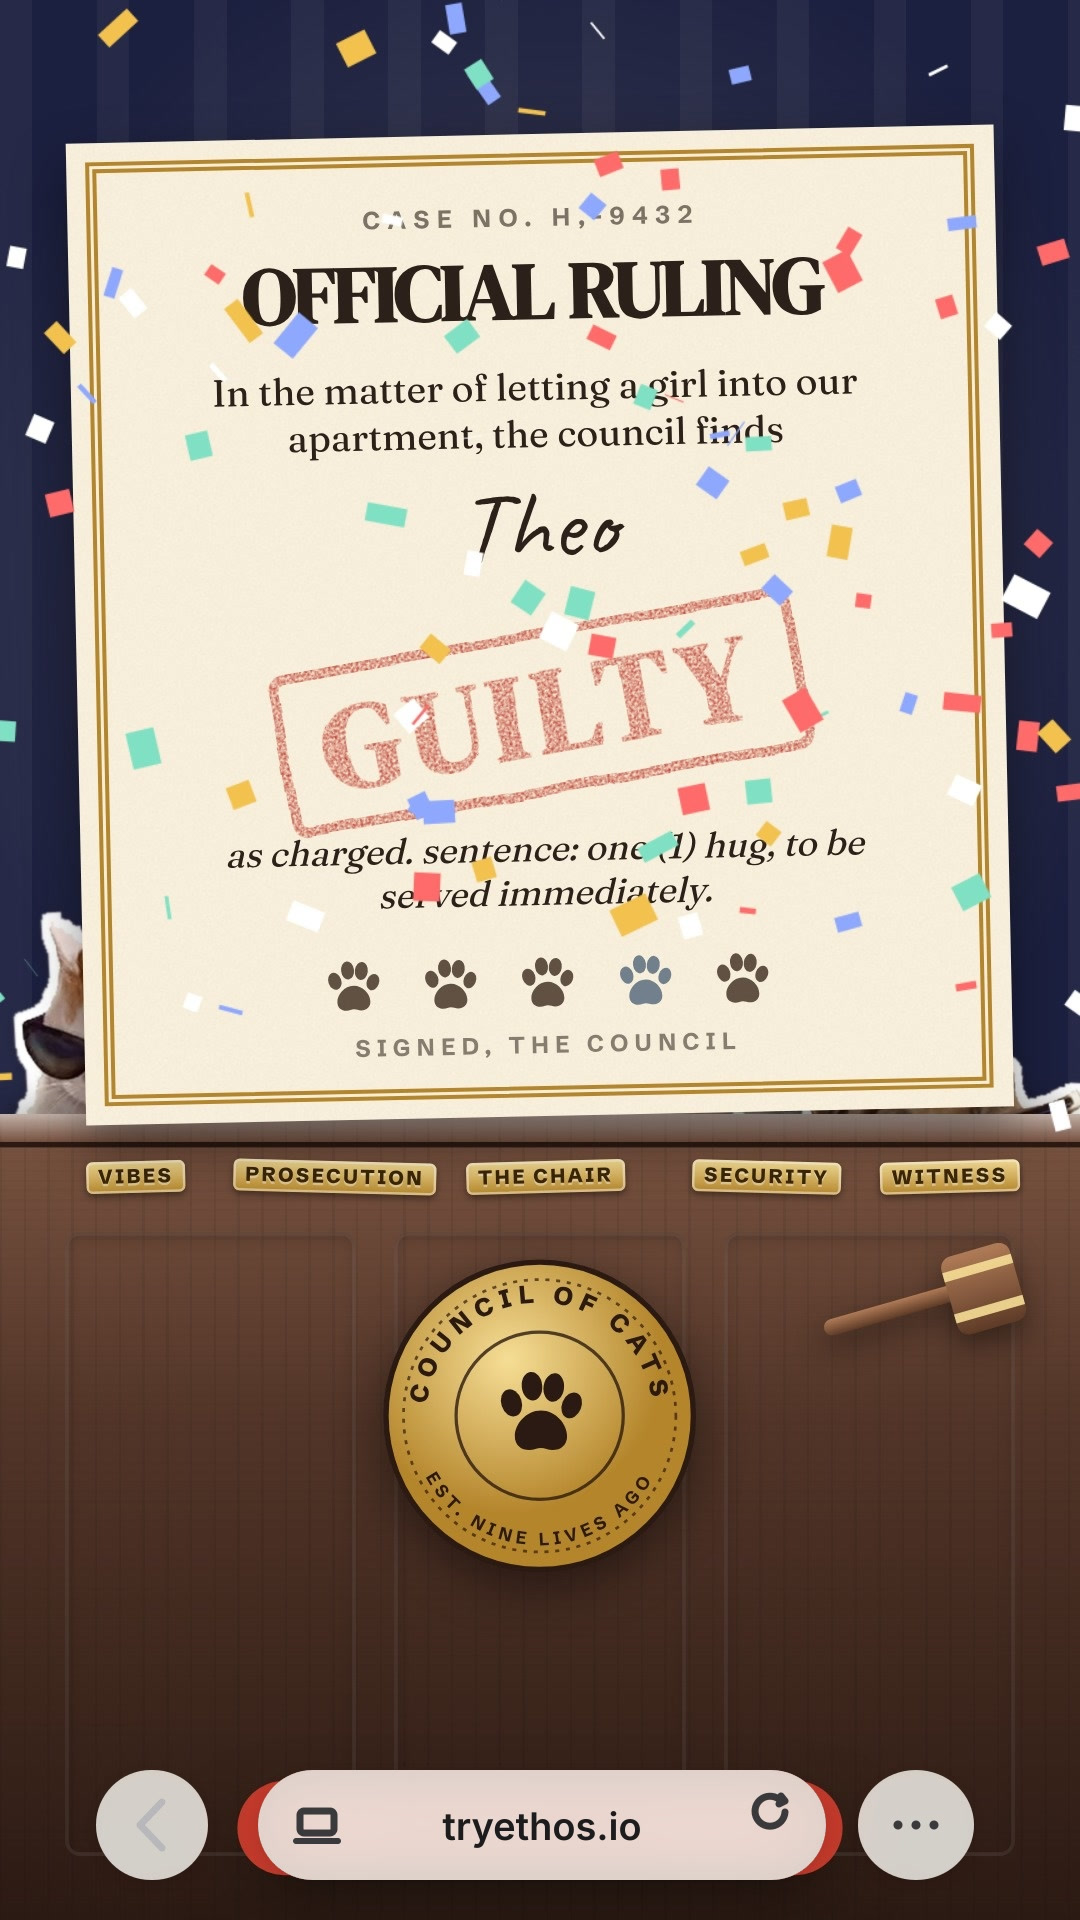 CASE NO. H,-9432
OFFICIAL RULING
In the matter of letting a girl into our
apartment, the council finds
Theo
GUILTY
as charged. sentence: one (1) hug, to be
served immediately.
SIGNED, THE COUNCIL
VIBES
PROSECUTION
THE CHAIR
SECURITY
WITNESS
COUNCIL OF CATS
EST. NINE LIVES AGO
tryethos.io